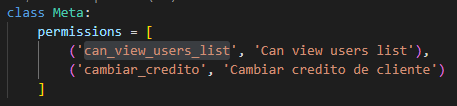 class Meta:
    permissions = [
        ('can_view_users_list', 'Can view users list'),
        ('cambiar_credito', 'Cambiar credito de cliente')
    ]